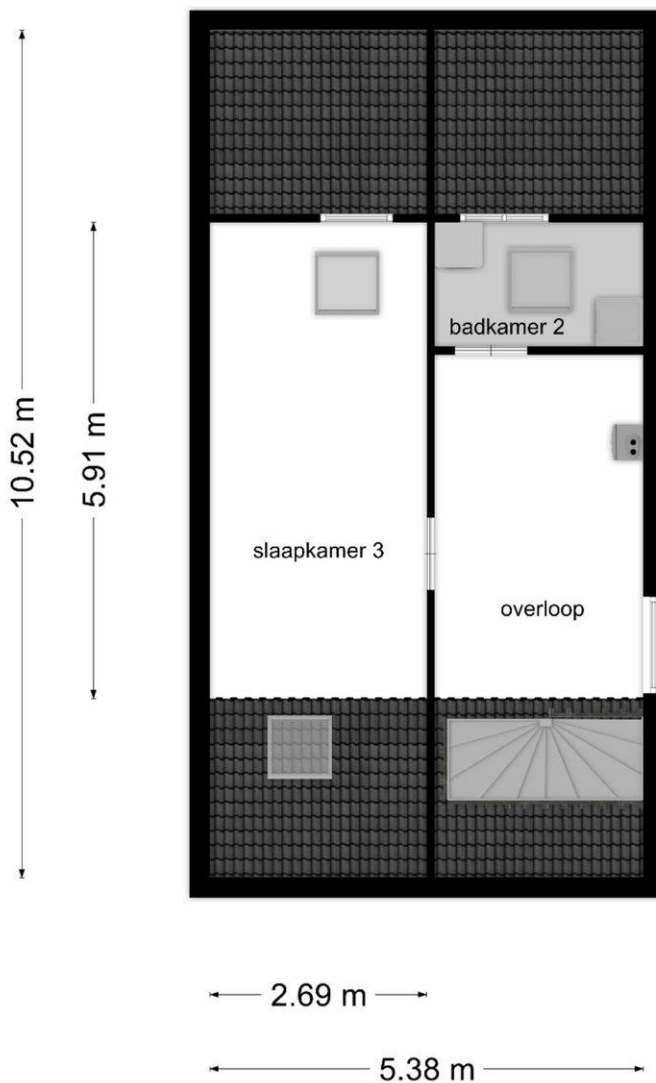 badkamer 2
10.52 m
5.91 m
slaapkamer 3
overloop
2.69 m
5.38 m